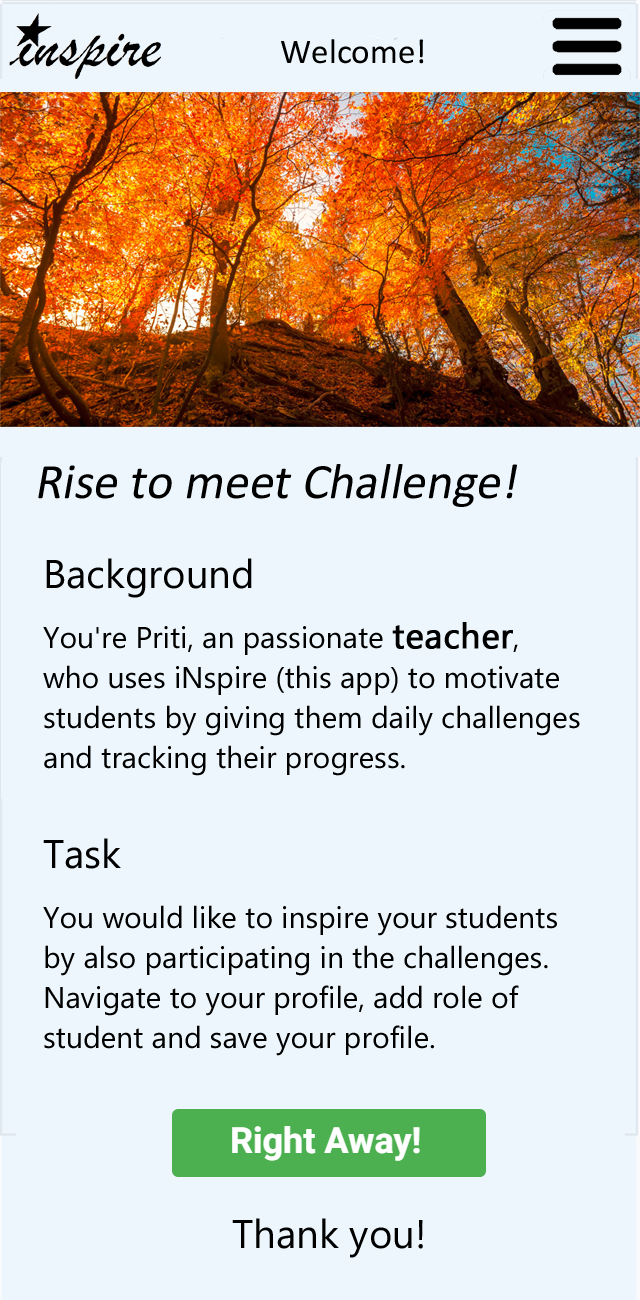 inspire
Welcome!
Rise to meet Challenge!
Background
You're Priti, an passionate teacher,
who uses iNspire (this app) to motivate
students by giving them daily challenges
and tracking their progress.
Task
You would like to inspire your students
by also participating in the challenges.
Navigate to your profile, add role of
student and save your profile.
Right Away!
Thank you!